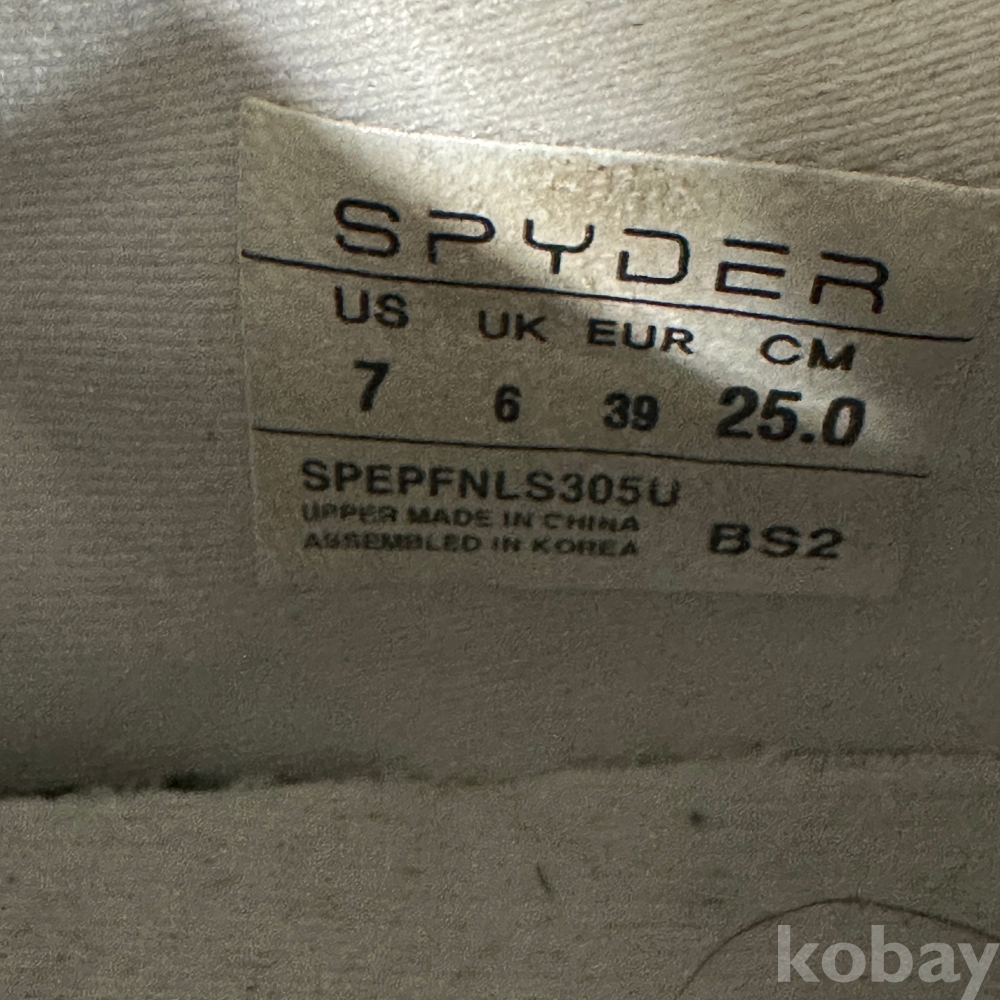 SPYDER
US UK EUR CM
7 6 39 25.0
SPEPFNLS305U
UPPER MADE IN CHINA
ASSEMBLED IN KOREA
BS2
kobay